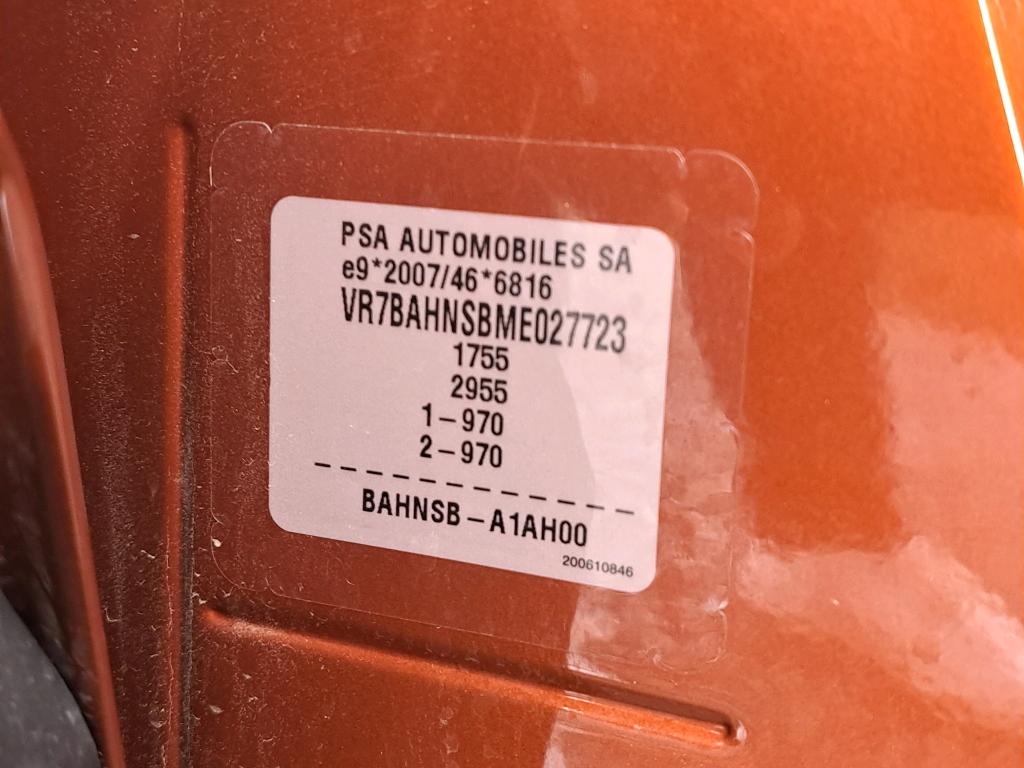 PSA AUTOMOBILES SA
e9*2007/46*6816
VR7BAHNSBME027723
1755
2955
1-970
2-970
BAHNSB-A1AH00
200610846